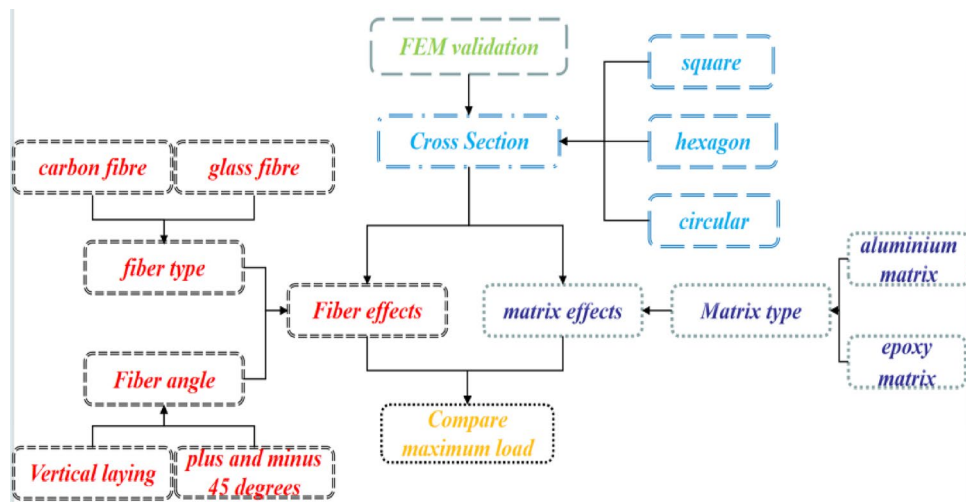 FEM validation
square
Cross Section
hexagon
carbon fibre
glass fibre
circular
fiber type
aluminium
matrix
Fiber effects
matrix effects
Matrix type
Fiber angle
epoxy
matrix
Compare
maximum load
Vertical laying
plus and minus
45 degrees